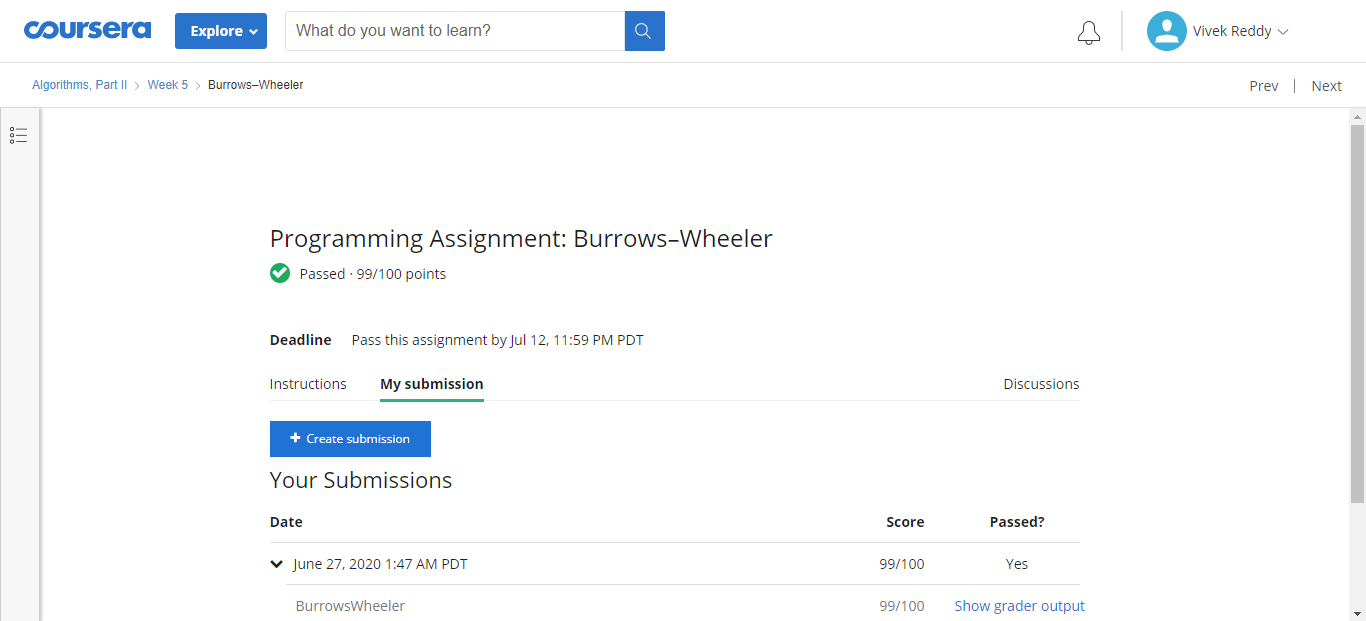 coursera Explore What do you want to learn? Vivek Reddy
Algorithms, Part II > Week 5 > Burrows–Wheeler Prev | Next
Programming Assignment: Burrows–Wheeler
Passed · 99/100 points
Deadline Pass this assignment by Jul 12, 11:59 PM PDT
Instructions My submission Discussions
+ Create submission
Your Submissions
Date Score Passed?
June 27, 2020 1:47 AM PDT 99/100 Yes
BurrowsWheeler 99/100 Show grader output